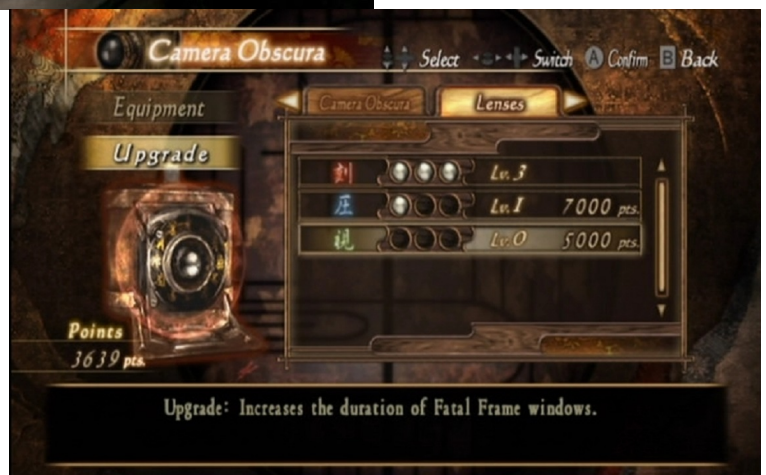 Camera Obscura
Select Switch A Confirm B Back
Equipment
Upgrade
Camera Obscura Lenses
刻 Lv. 3
圧 Lv. 1 7000 pts.
視 Lv. 0 5000 pts.
Points
3639 pts.
Upgrade: Increases the duration of Fatal Frame windows.